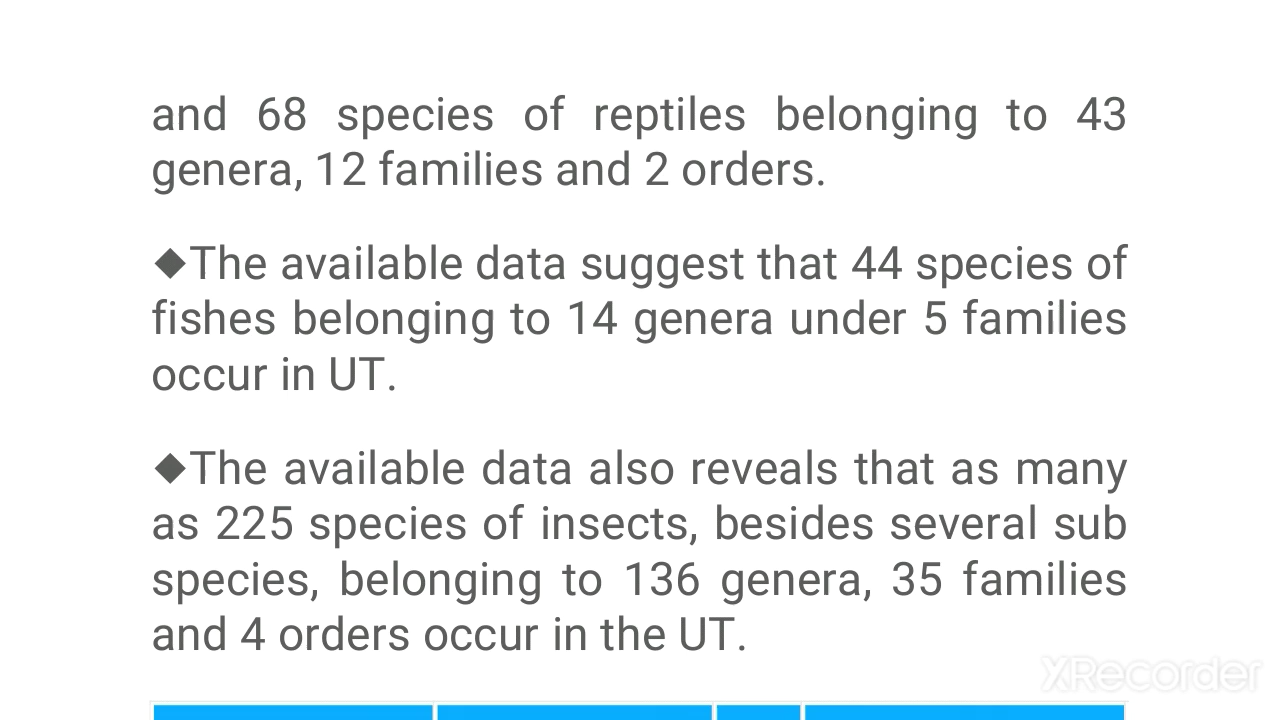 and 68 species of reptiles belonging to 43
genera, 12 families and 2 orders.
◆The available data suggest that 44 species of
fishes belonging to 14 genera under 5 families
occur in UT.
◆The available data also reveals that as many
as 225 species of insects, besides several sub
species, belonging to 136 genera, 35 families
and 4 orders occur in the UT.
XRecorder